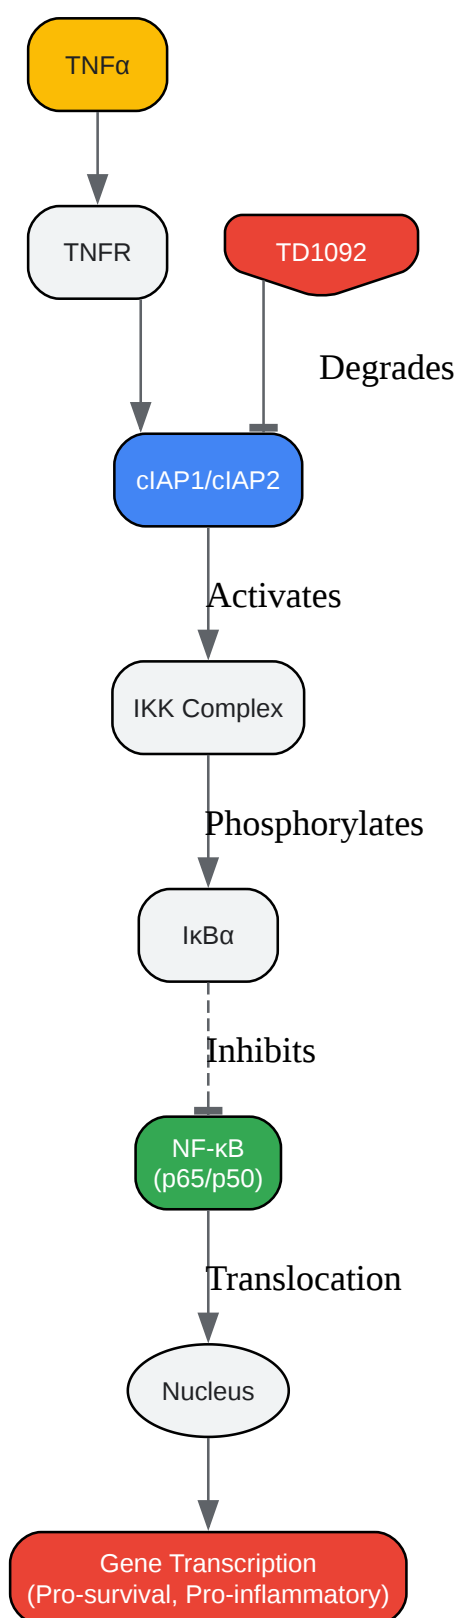 TNFα
TNFR
TD1092
Degrades
cIAP1/cIAP2
Activates
IKK Complex
Phosphorylates
IκBα
Inhibits
NF-κB
(p65/p50)
Translocation
Nucleus
Gene Transcription
(Pro-survival, Pro-inflammatory)